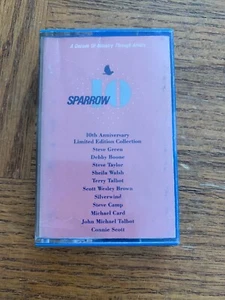 A Decade Of Ministry Through Artists
10
SPARROW
10th Anniversary
Limited Edition Collection
Steve Green
Debby Boone
Steve Taylor
Sheila Walsh
Terry Talbot
Scott Wesley Brown
Silverwind
Steve Camp
Michael Card
John Michael Talbot
Connie Scott